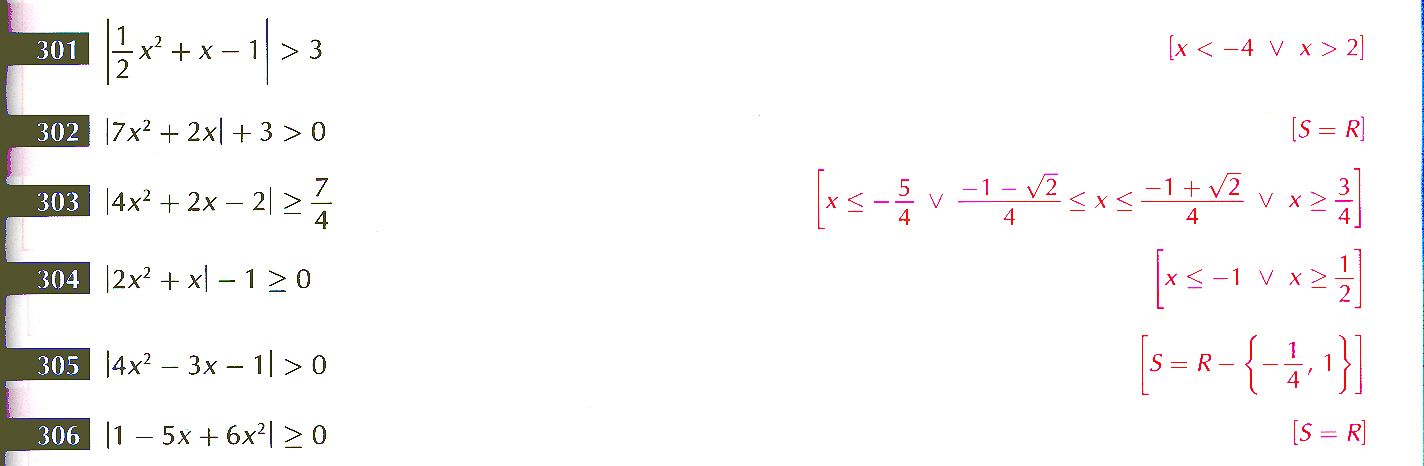 301 |1/2 x² + x − 1| > 3 [x < −4 ∨ x > 2]
302 |7x² + 2x| + 3 > 0 [S = R]
303 |4x² + 2x − 2| ≥ 7/4 [x ≤ −5/4 ∨ (−1 − √2)/4 ≤ x ≤ (−1 + √2)/4 ∨ x ≥ 3/4]
304 |2x² + x| − 1 ≥ 0 [x ≤ −1 ∨ x ≥ 1/2]
305 |4x² − 3x − 1| > 0 [S = R − {−1/4, 1}]
306 |1 − 5x + 6x²| ≥ 0 [S = R]